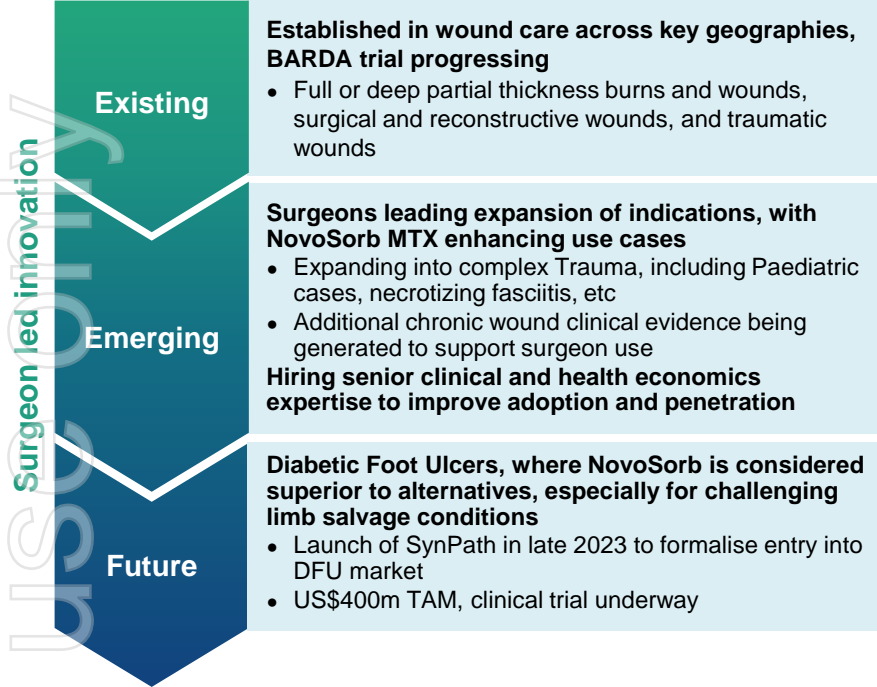 Surgeon led innovation
use only
Existing
Established in wound care across key geographies,
BARDA trial progressing
• Full or deep partial thickness burns and wounds,
surgical and reconstructive wounds, and traumatic
wounds
Emerging
Surgeons leading expansion of indications, with
NovoSorb MTX enhancing use cases
• Expanding into complex Trauma, including Paediatric
cases, necrotizing fasciitis, etc
• Additional chronic wound clinical evidence being
generated to support surgeon use
Hiring senior clinical and health economics
expertise to improve adoption and penetration
Future
Diabetic Foot Ulcers, where NovoSorb is considered
superior to alternatives, especially for challenging
limb salvage conditions
• Launch of SynPath in late 2023 to formalise entry into
DFU market
• US$400m TAM, clinical trial underway